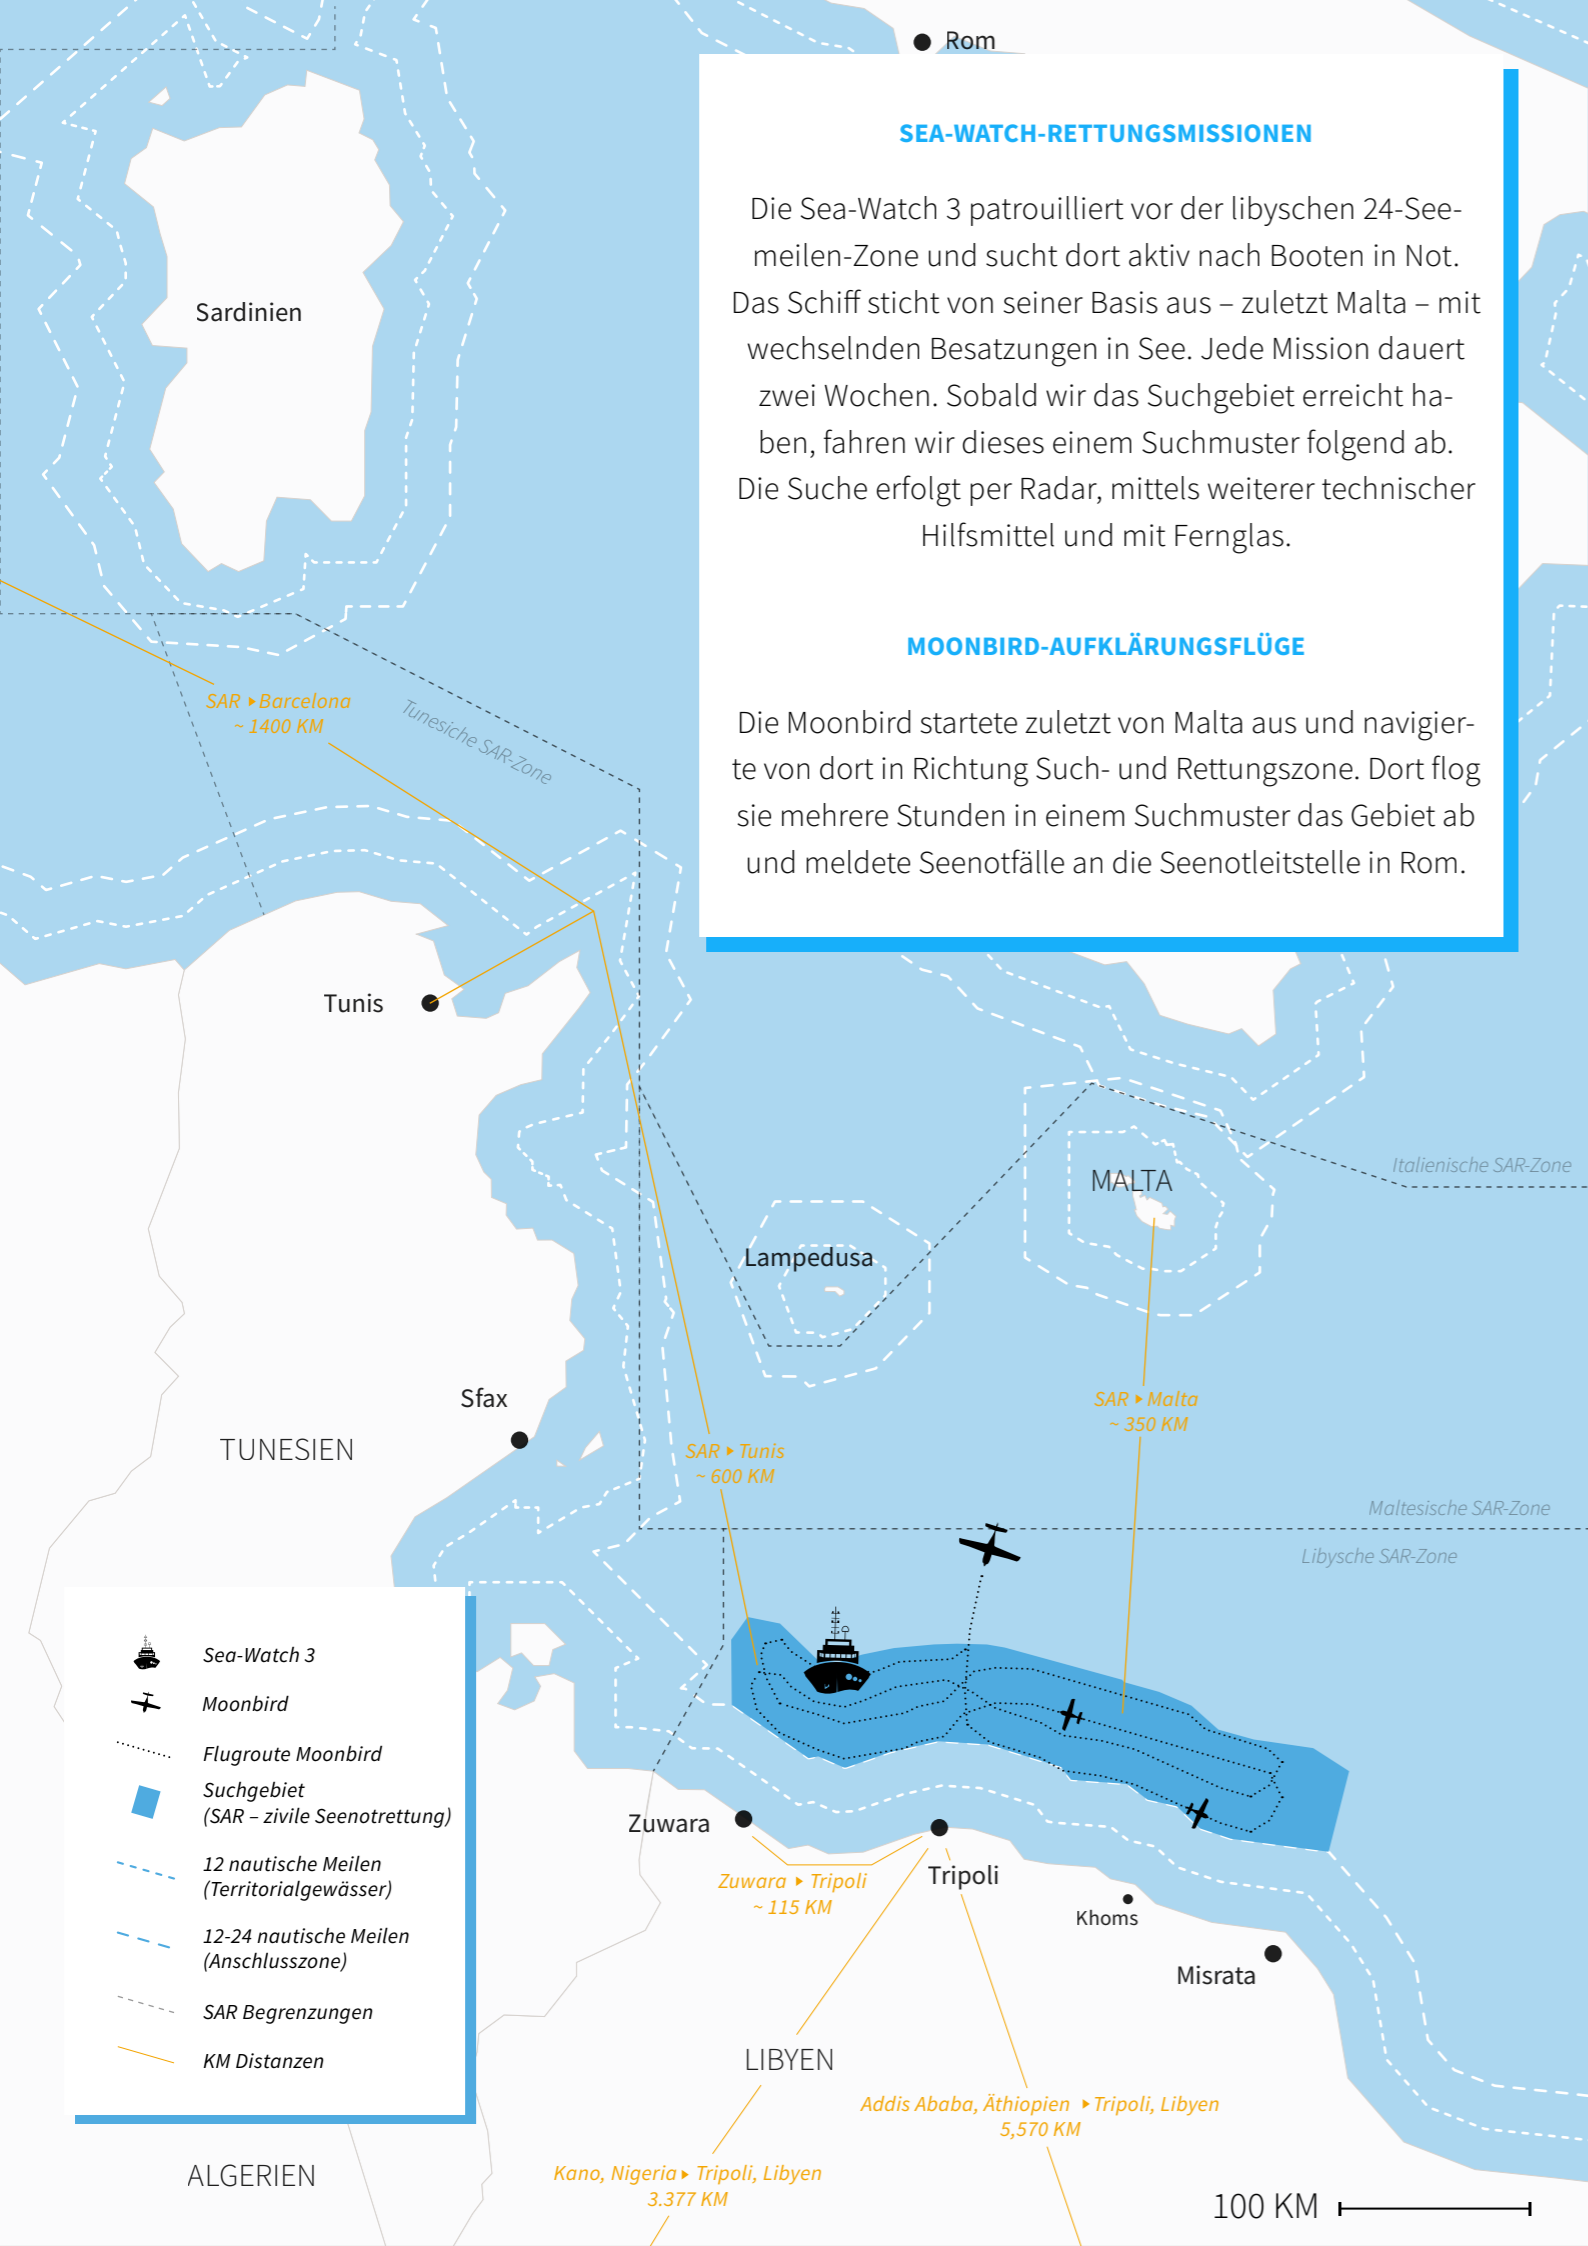 Rom
SEA-WATCH-RETTUNGSMISSIONEN
Die Sea-Watch 3 patrouilliert vor der libyschen 24-See-
meilen-Zone und sucht dort aktiv nach Booten in Not.
Das Schiff sticht von seiner Basis aus – zuletzt Malta – mit
wechselnden Besatzungen in See. Jede Mission dauert
zwei Wochen. Sobald wir das Suchgebiet erreicht ha-
ben, fahren wir dieses einem Suchmuster folgend ab.
Die Suche erfolgt per Radar, mittels weiterer technischer
Hilfsmittel und mit Fernglas.
MOONBIRD-AUFKLÄRUNGSFLÜGE
Die Moonbird startete zuletzt von Malta aus und navigier-
te von dort in Richtung Such- und Rettungszone. Dort flog
sie mehrere Stunden in einem Suchmuster das Gebiet ab
und meldete Seenotfälle an die Seenotleitstelle in Rom.
Sardinien
SAR ▸ Barcelona
~ 1400 KM
Tunesiche SAR-Zone
Tunis
Italienische SAR-Zone
MALTA
Lampedusa
Sfax
TUNESIEN
SAR ▸ Malta
~ 350 KM
SAR ▸ Tunis
~ 600 KM
Maltesische SAR-Zone
Libysche SAR-Zone
Sea-Watch 3
Moonbird
Flugroute Moonbird
Suchgebiet
(SAR – zivile Seenotrettung)
12 nautische Meilen
(Territorialgewässer)
12-24 nautische Meilen
(Anschlusszone)
SAR Begrenzungen
KM Distanzen
Zuwara
Tripoli
Zuwara ▸ Tripoli
~ 115 KM
Khoms
Misrata
LIBYEN
Addis Ababa, Äthiopien ▸ Tripoli, Libyen
5,570 KM
Kano, Nigeria ▸ Tripoli, Libyen
3.377 KM
ALGERIEN
100 KM